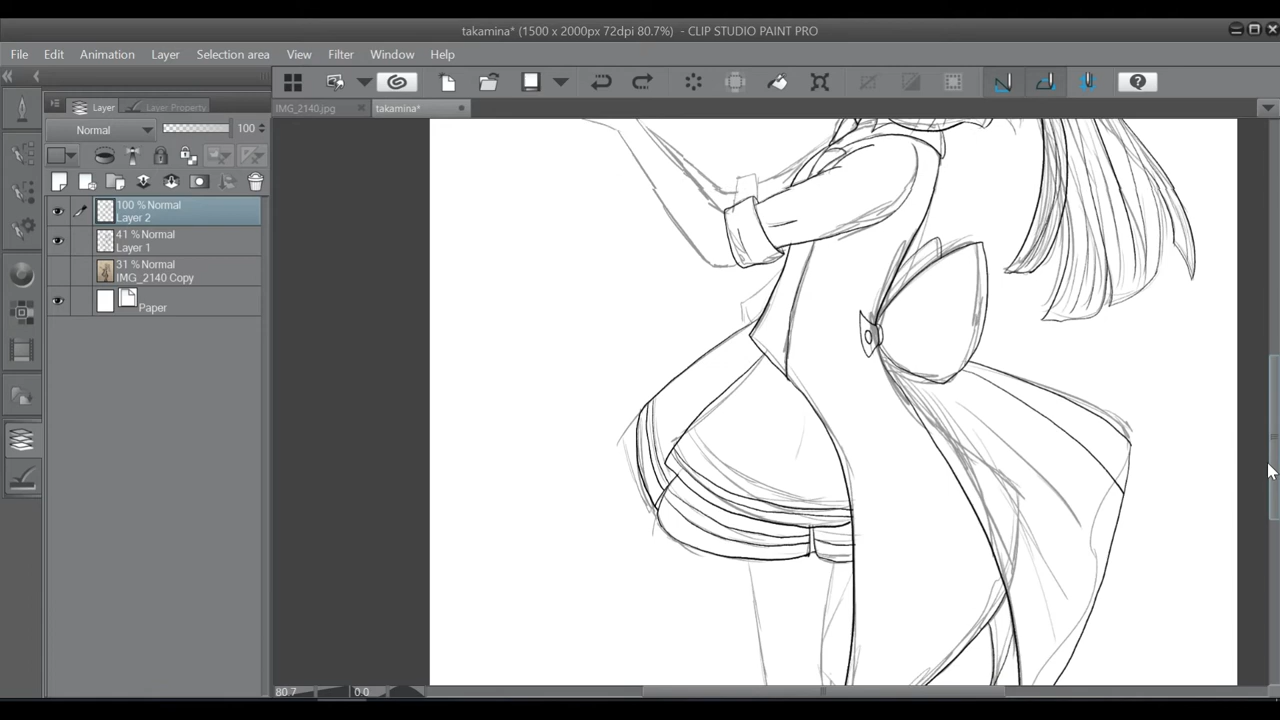 takamina* (1500 x 2000px 72dpi 80.7%)  - CLIP STUDIO PAINT PRO
File Edit Animation Layer Selection area View Filter Window Help
IMG_2140.jpg takamina*
Layer Layer Property
Normal 100
100 % Normal
Layer 2
41 % Normal
Layer 1
31 % Normal
IMG_2140 Copy
Paper
80.7 0.0